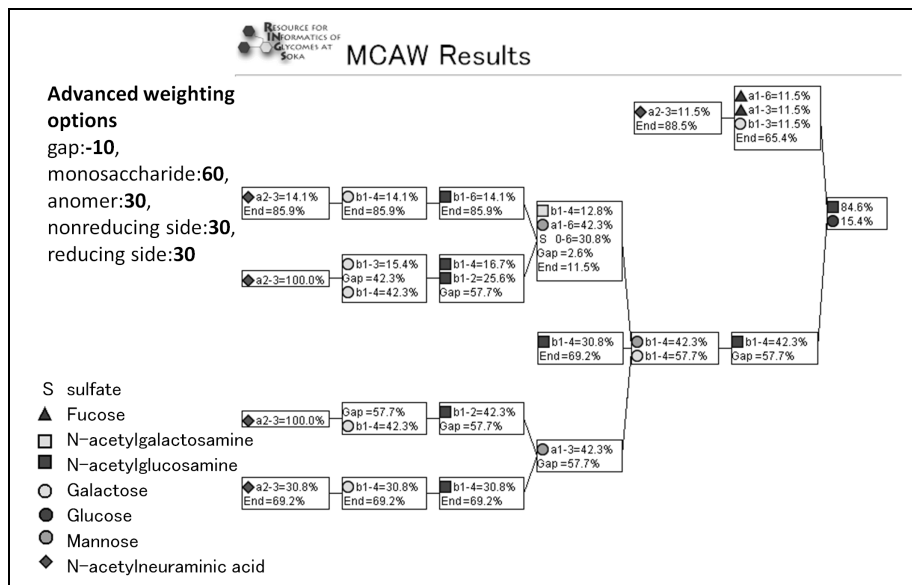 RESOURCE FOR
INFORMATICS OF
GLYCOMES AT
SOKA
MCAW Results
Advanced weighting
options
gap:-10,
monosaccharide:60,
anomer:30,
nonreducing side:30,
reducing side:30
a2-3=11.5%
End=88.5%
a1-6=11.5%
a1-3=11.5%
b1-3=11.5%
End=65.4%
84.6%
15.4%
a2-3=14.1%
End=85.9%
b1-4=14.1%
End=85.9%
b1-6=14.1%
End=85.9%
b1-4=12.8%
a1-6=42.3%
S 0-6=30.8%
Gap=2.6%
End=11.5%
a2-3=100.0%
b1-3=15.4%
Gap=42.3%
b1-4=42.3%
b1-4=16.7%
b1-2=25.6%
Gap=57.7%
b1-4=30.8%
End=69.2%
b1-4=42.3%
b1-4=57.7%
b1-4=42.3%
Gap=57.7%
a2-3=100.0%
Gap=57.7%
b1-4=42.3%
b1-2=42.3%
Gap=57.7%
a1-3=42.3%
Gap=57.7%
a2-3=30.8%
End=69.2%
b1-4=30.8%
End=69.2%
b1-4=30.8%
End=69.2%
S sulfate
Fucose
N-acetylgalactosamine
N-acetylglucosamine
Galactose
Glucose
Mannose
N-acetylneuraminic acid